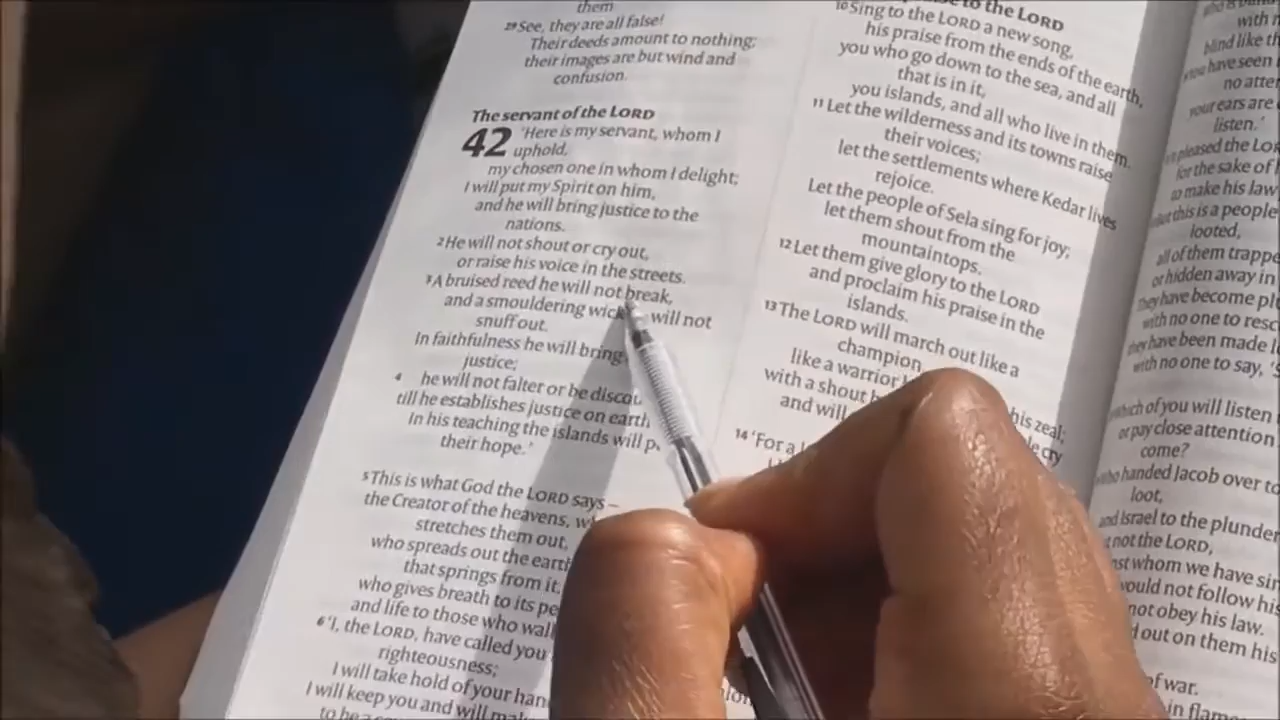 them
29 See, they are all false!
Their deeds amount to nothing;
their images are but wind and
confusion.
The servant of the LORD
42 'Here is my servant, whom I
uphold,
my chosen one in whom I delight;
I will put my Spirit on him,
and he will bring justice to the
nations.
2 He will not shout or cry out,
or raise his voice in the streets.
3 A bruised reed he will not break,
and a smouldering wick will not
snuff out.
In faithfulness he will bring
justice;
4 he will not falter or be
till he establishes justice on earth
In his teaching the islands will
their hope.'
5 This is what God the LORD says –
the Creator of the heavens,
stretches them out,
who spreads out the earth
that springs from it,
who gives breath to its
and life to those who
6 'I, the LORD, have called you
righteousness;
I will take hold of your
I will keep you and will
to be a
to the LORD
10 Sing to the LORD a new song,
his praise from the ends of the earth,
you who go down to the sea, and all
that is in it,
you islands, and all who live in them.
11 Let the wilderness and its towns raise
their voices;
let the settlements where Kedar lives
rejoice.
Let the people of Sela sing for joy;
let them shout from the
mountaintops.
12 Let them give glory to the LORD
and proclaim his praise in the
islands.
13 The LORD will march out like a
champion
like a warrior his zeal;
with a shout cry
and will
14 'For a
with
blind like
you have seen
no
your ears are
listen.'
pleased the
for the sake of
to make his law
this is a people
looted,
all of them
or hidden away in
They have become
with no one to
they have been made
with no one to say,
of you will listen
or pay close attention
come?
handed Jacob over to
loot,
and Israel to the
not the LORD,
whom we have
would not follow his
not obey his law.
out on them his
of war.
in